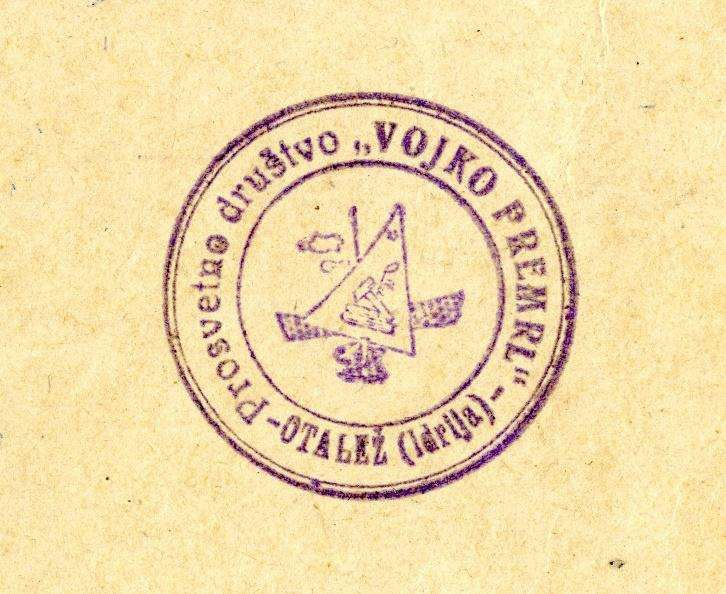 Prosvetno društvo „VOJKO PREMRL“
-OTALEŽ (Idrija)-